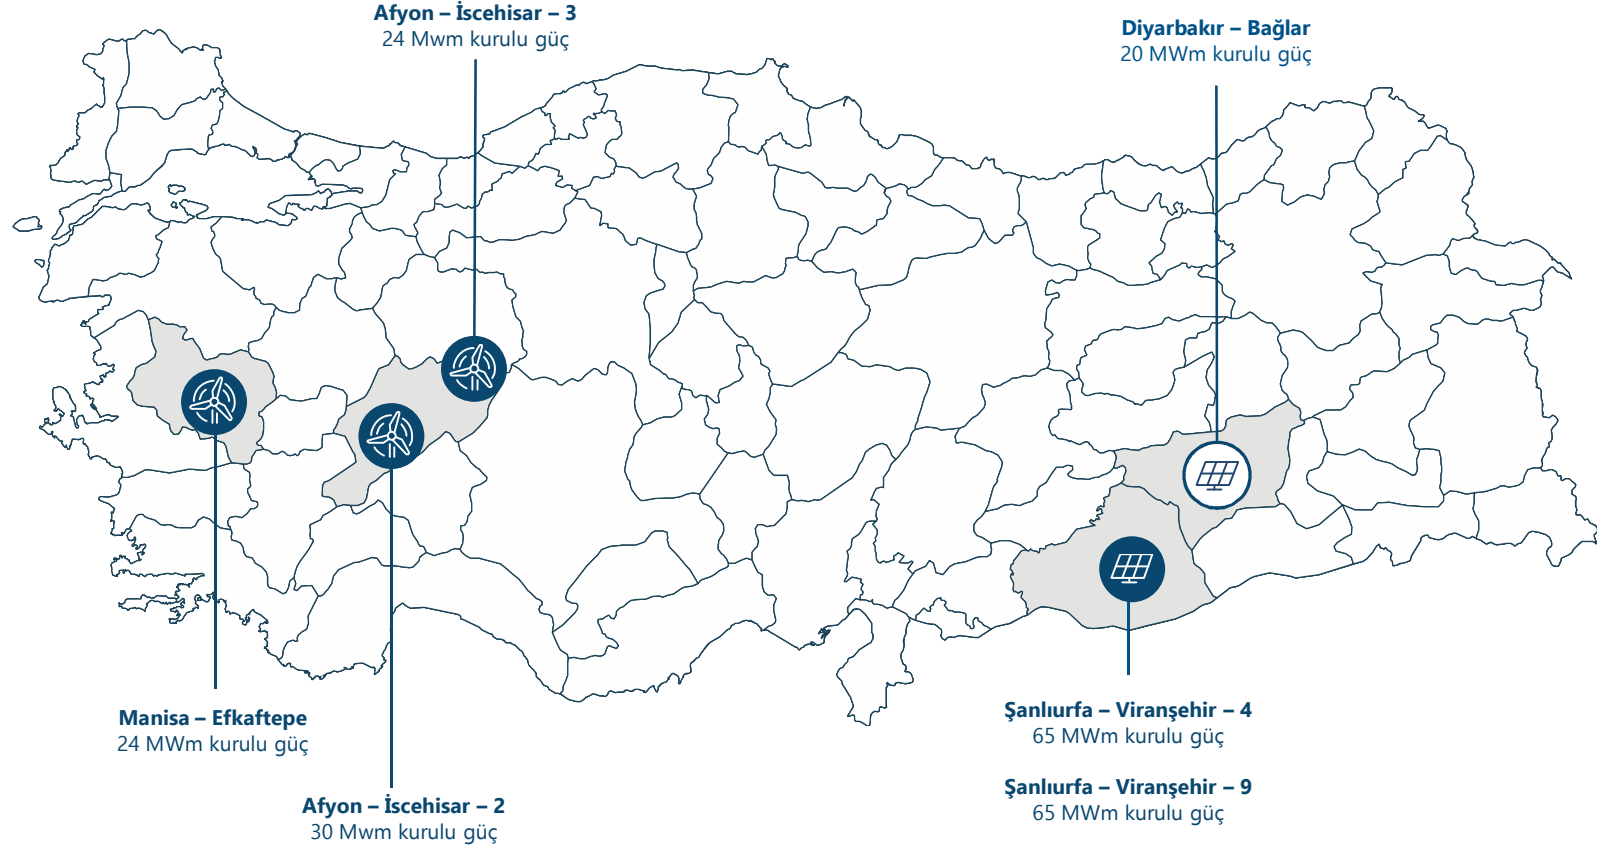 Afyon – İscehisar – 3
24 Mwm kurulu güç
Diyarbakır – Bağlar
20 MWm kurulu güç
Manisa – Efkaftepe
24 MWm kurulu güç
Afyon – İscehisar – 2
30 Mwm kurulu güç
Şanlıurfa – Viranşehir – 4
65 MWm kurulu güç
Şanlıurfa – Viranşehir – 9
65 MWm kurulu güç